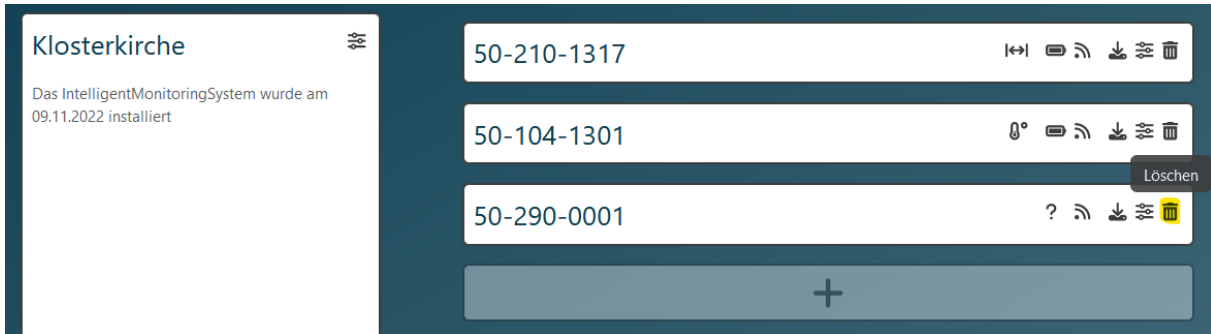 Klosterkirche
Das IntelligentMonitoringSystem wurde am
09.11.2022 installiert
50-210-1317
50-104-1301
Löschen
50-290-0001
?
+